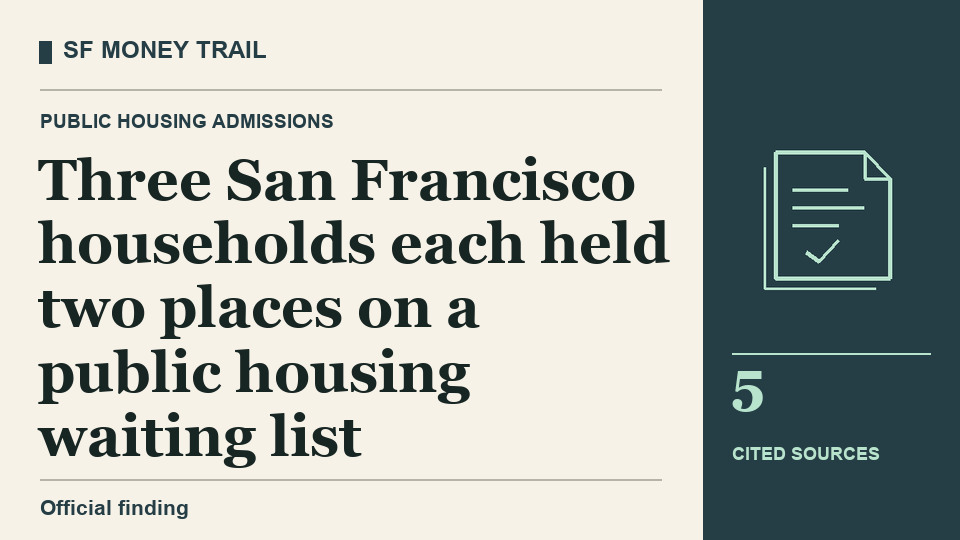 SF MONEY TRAIL
PUBLIC HOUSING ADMISSIONS
Three San Francisco
households each held
two places on a
public housing
waiting list
Official finding
5
CITED SOURCES